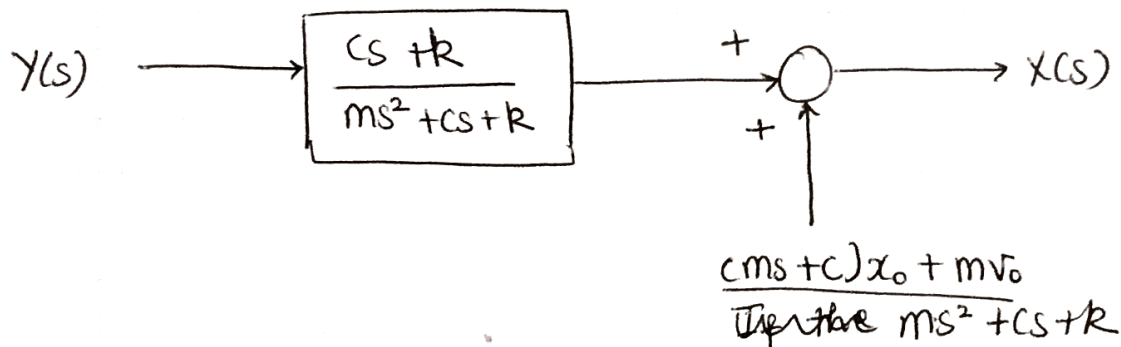 Y(s)
cs + k
ms² + cs + k
+
+
X(s)
(ms + c)x₀ + mv₀
ms² + cs + k